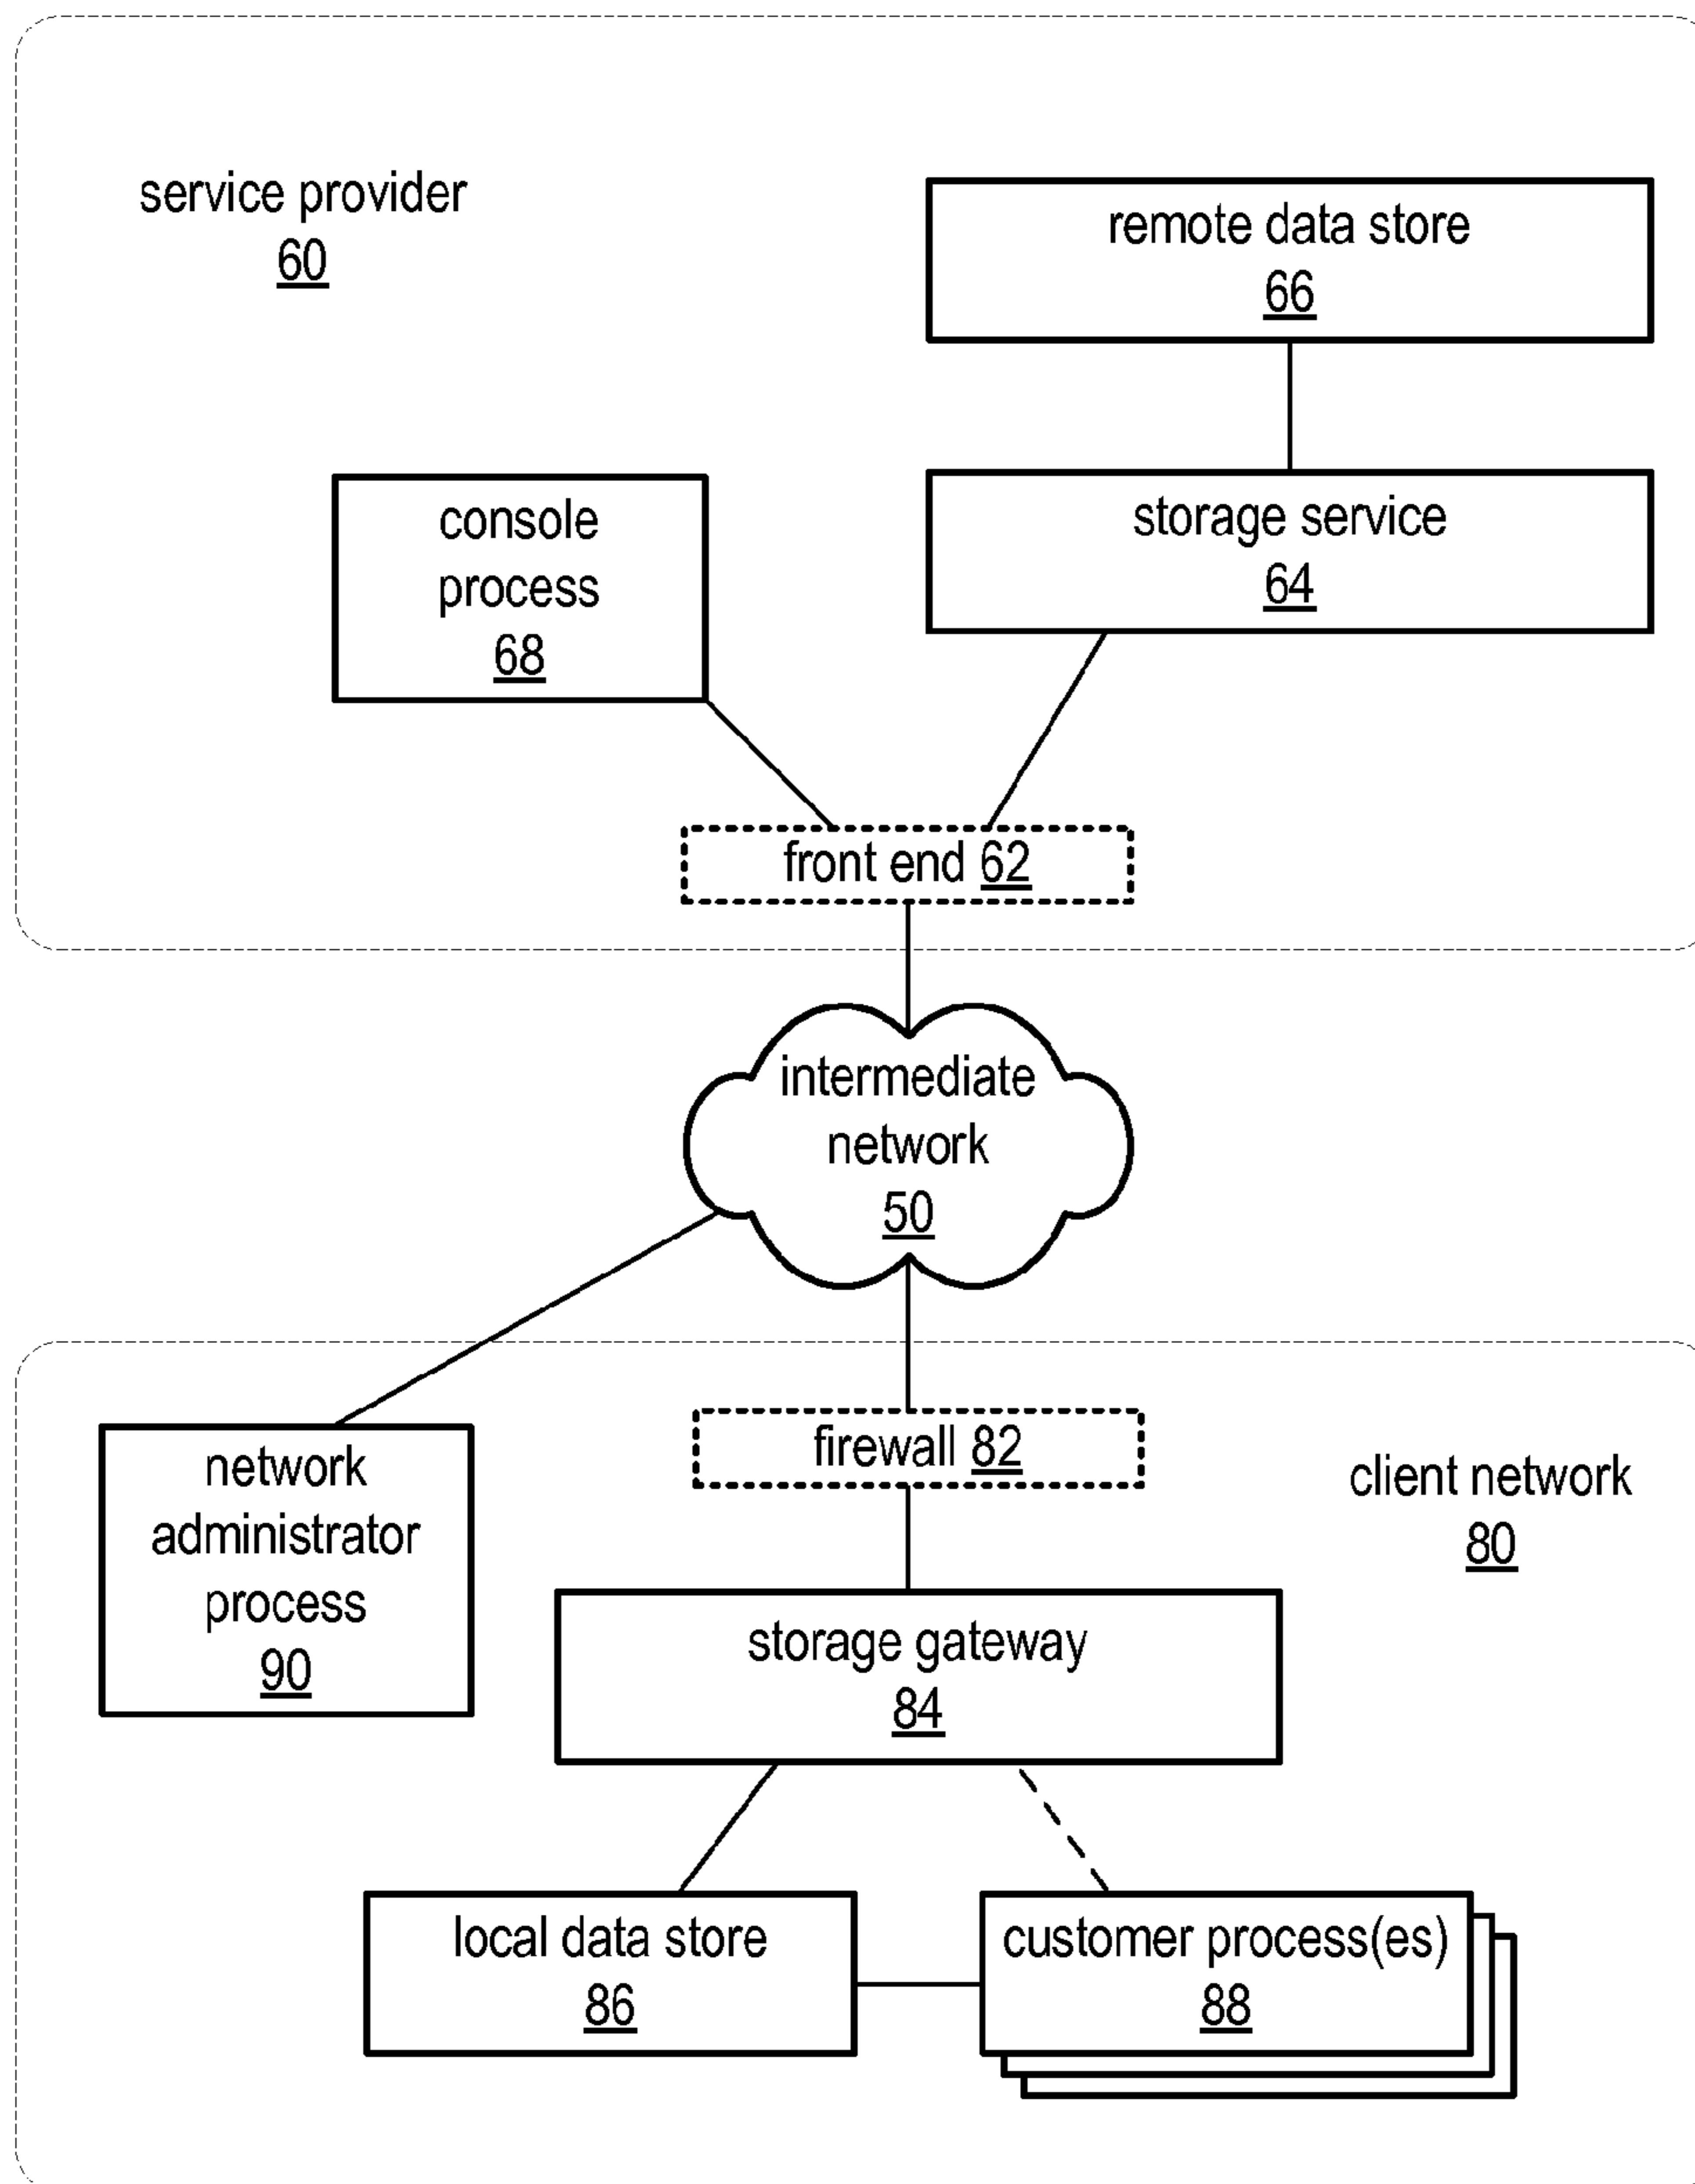 service provider
60
remote data store
66
console
process
68
storage service
64
front end 62
intermediate
network
50
network
administrator
process
90
firewall 82
client network
80
storage gateway
84
local data store
86
customer process(es)
88